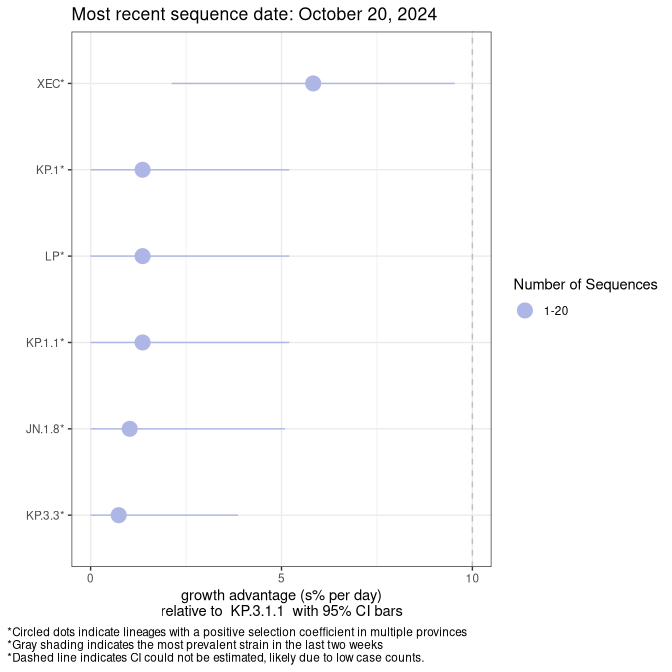 Most recent sequence date: October 20, 2024
XEC*
KP.1*
LP*
KP.1.1*
JN.1.8*
KP.3.3*
0 5 10
growth advantage (s% per day)
relative to KP.3.1.1 with 95% CI bars
Number of Sequences
1-20
*Circled dots indicate lineages with a positive selection coefficient in multiple provinces
*Gray shading indicates the most prevalent strain in the last two weeks
*Dashed line indicates CI could not be estimated, likely due to low case counts.